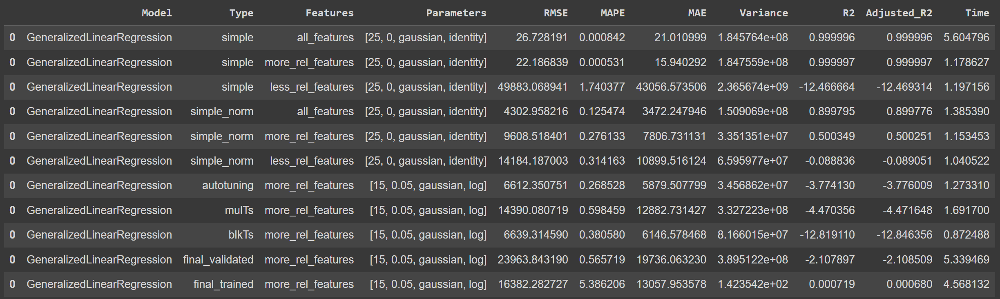 Model Type Features Parameters RMSE MAPE MAE Variance R2 Adjusted_R2 Time
0 GeneralizedLinearRegression simple all_features [25, 0, gaussian, identity] 26.728191 0.000842 21.010999 1.845764e+08 0.999996 0.999996 5.604796
0 GeneralizedLinearRegression simple more_rel_features [25, 0, gaussian, identity] 22.186839 0.000531 15.940292 1.847559e+08 0.999997 0.999997 1.178627
0 GeneralizedLinearRegression simple less_rel_features [25, 0, gaussian, identity] 49883.068941 1.740377 43056.573506 2.365674e+09 -12.466664 -12.469314 1.197156
0 GeneralizedLinearRegression simple_norm all_features [25, 0, gaussian, identity] 4302.958216 0.125474 3472.247946 1.509069e+08 0.899795 0.899776 1.385390
0 GeneralizedLinearRegression simple_norm more_rel_features [25, 0, gaussian, identity] 9608.518401 0.276133 7806.731131 3.351351e+07 0.500349 0.500251 1.153453
0 GeneralizedLinearRegression simple_norm less_rel_features [25, 0, gaussian, identity] 14184.187003 0.314163 10899.516124 6.595977e+07 -0.088836 -0.089051 1.040522
0 GeneralizedLinearRegression autotuning more_rel_features [15, 0.05, gaussian, log] 6612.350751 0.268528 5879.507799 3.456862e+07 -3.774130 -3.776009 1.273310
0 GeneralizedLinearRegression mulTs more_rel_features [15, 0.05, gaussian, log] 14390.080719 0.598459 12882.731427 3.327223e+08 -4.470356 -4.471648 1.691700
0 GeneralizedLinearRegression blkTs more_rel_features [15, 0.05, gaussian, log] 6639.314590 0.380580 6146.578468 8.166015e+07 -12.819110 -12.846356 0.872488
0 GeneralizedLinearRegression final_validated more_rel_features [15, 0.05, gaussian, log] 23963.843190 0.565719 19736.063230 3.895122e+08 -2.107897 -2.108509 5.339469
0 GeneralizedLinearRegression final_trained more_rel_features [15, 0.05, gaussian, log] 16382.282727 5.386206 13057.953578 1.423542e+02 0.000719 0.000680 4.568132